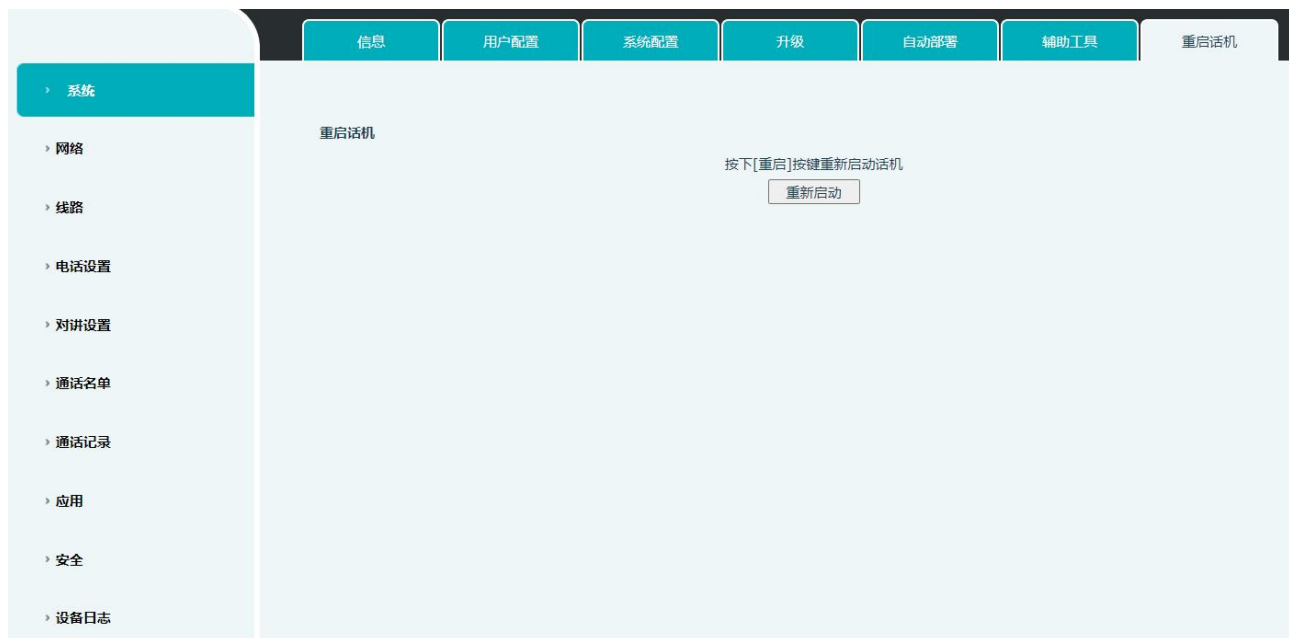 信息 用户配置 系统配置 升级 自动部署 辅助工具 重启话机
系统
网络
线路
电话设置
对讲设置
通话名单
通话记录
应用
安全
设备日志
重启话机
按下[重启]按键重新启动话机
重新启动